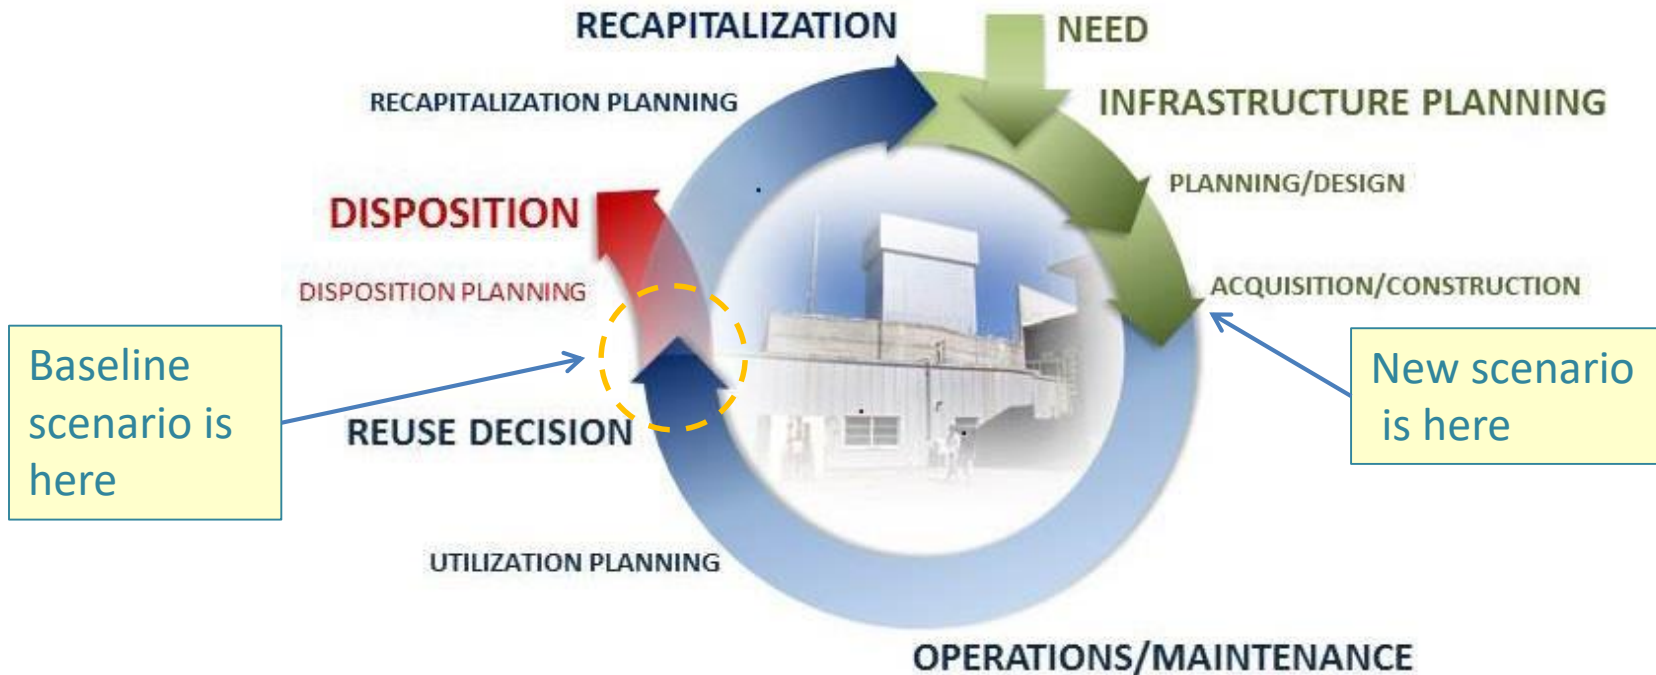 RECAPITALIZATION
NEED
RECAPITALIZATION PLANNING
INFRASTRUCTURE PLANNING
PLANNING/DESIGN
DISPOSITION
DISPOSITION PLANNING
ACQUISITION/CONSTRUCTION
Baseline
scenario is
here
New scenario
is here
REUSE DECISION
UTILIZATION PLANNING
OPERATIONS/MAINTENANCE